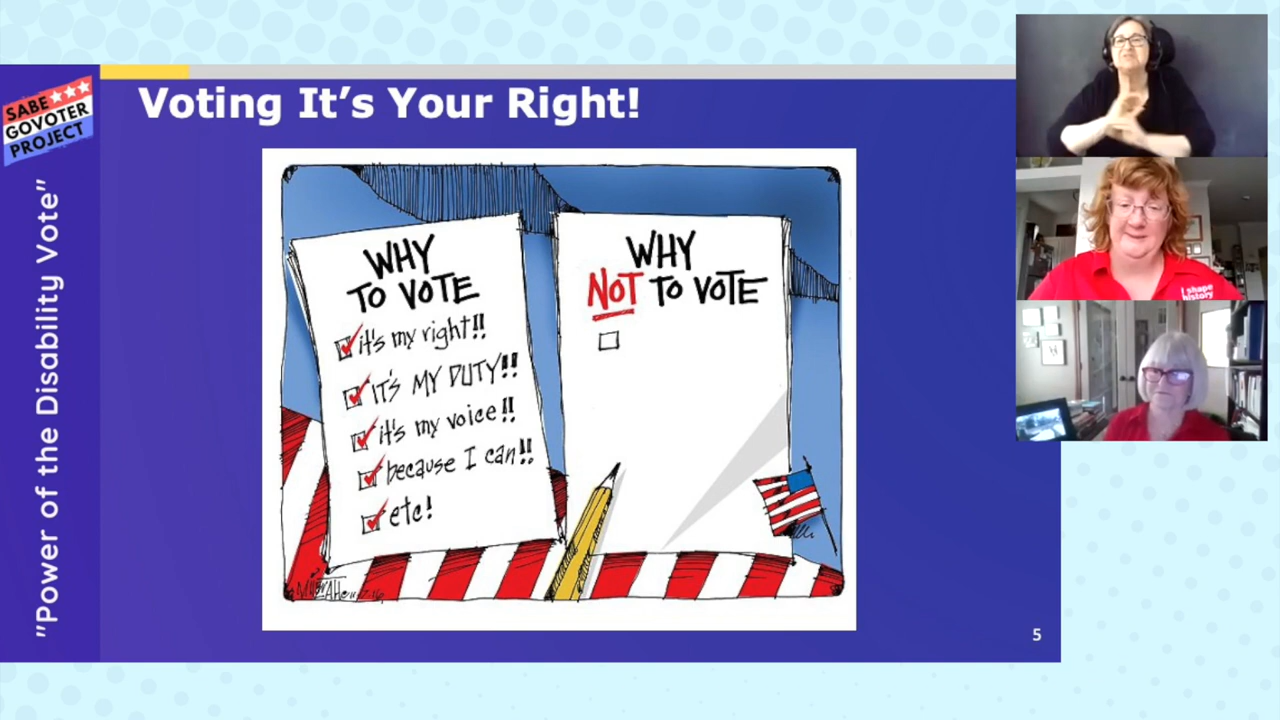 SABE
GOVOTER
PROJECT
"Power of the Disability Vote"
Voting It's Your Right!
WHY
TO VOTE
it's my right!!
IT'S MY DUTY!!
it's my voice!!
because I can!!
etc!
WHY
NOT TO VOTE
5
I shape
history